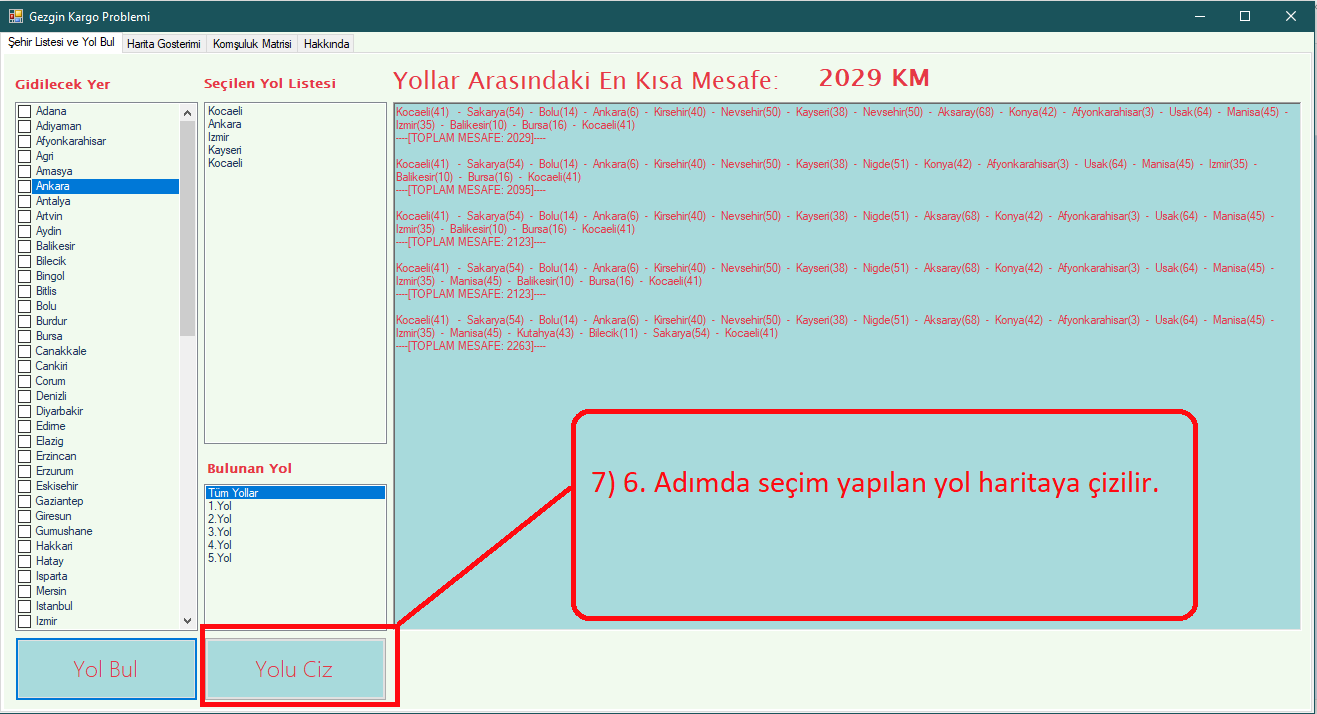 Gezgin Kargo Problemi
Şehir Listesi ve Yol Bul
Harita Gosterimi
Komşuluk Matrisi
Hakkında
Gidilecek Yer
Adana
Adiyaman
Afyonkarahisar
Agri
Amasya
Ankara
Antalya
Artvin
Aydin
Balikesir
Bilecik
Bingol
Bitlis
Bolu
Burdur
Bursa
Canakkale
Cankiri
Corum
Denizli
Diyarbakir
Edirne
Elazig
Erzincan
Erzurum
Eskisehir
Gaziantep
Giresun
Gumushane
Hakkari
Hatay
Isparta
Mersin
Istanbul
Izmir
Yol Bul
Seçilen Yol Listesi
Kocaeli
Ankara
Izmir
Kayseri
Kocaeli
Bulunan Yol
Tüm Yollar
1.Yol
2.Yol
3.Yol
4.Yol
5.Yol
Yolu Ciz
Yollar Arasındaki En Kısa Mesafe: 2029 KM
Kocaeli(41) - Sakarya(54) - Bolu(14) - Ankara(6) - Kirsehir(40) - Nevsehir(50) - Kayseri(38) - Nevsehir(50) - Aksaray(68) - Konya(42) - Afyonkarahisar(3) - Usak(64) - Manisa(45) -
Izmir(35) - Balikesir(10) - Bursa(16) - Kocaeli(41)
----[TOPLAM MESAFE: 2029]----
Kocaeli(41) - Sakarya(54) - Bolu(14) - Ankara(6) - Kirsehir(40) - Nevsehir(50) - Kayseri(38) - Nigde(51) - Konya(42) - Afyonkarahisar(3) - Usak(64) - Manisa(45) - Izmir(35) -
Balikesir(10) - Bursa(16) - Kocaeli(41)
----[TOPLAM MESAFE: 2095]----
Kocaeli(41) - Sakarya(54) - Bolu(14) - Ankara(6) - Kirsehir(40) - Nevsehir(50) - Kayseri(38) - Nigde(51) - Aksaray(68) - Konya(42) - Afyonkarahisar(3) - Usak(64) - Manisa(45) -
Izmir(35) - Balikesir(10) - Bursa(16) - Kocaeli(41)
----[TOPLAM MESAFE: 2123]----
Kocaeli(41) - Sakarya(54) - Bolu(14) - Ankara(6) - Kirsehir(40) - Nevsehir(50) - Kayseri(38) - Nigde(51) - Aksaray(68) - Konya(42) - Afyonkarahisar(3) - Usak(64) - Manisa(45) -
Izmir(35) - Manisa(45) - Balikesir(10) - Bursa(16) - Kocaeli(41)
----[TOPLAM MESAFE: 2123]----
Kocaeli(41) - Sakarya(54) - Bolu(14) - Ankara(6) - Kirsehir(40) - Nevsehir(50) - Kayseri(38) - Nigde(51) - Aksaray(68) - Konya(42) - Afyonkarahisar(3) - Usak(64) - Manisa(45) -
Izmir(35) - Manisa(45) - Kutahya(43) - Bilecik(11) - Sakarya(54) - Kocaeli(41)
----[TOPLAM MESAFE: 2263]----
7) 6. Adımda seçim yapılan yol haritaya çizilir.